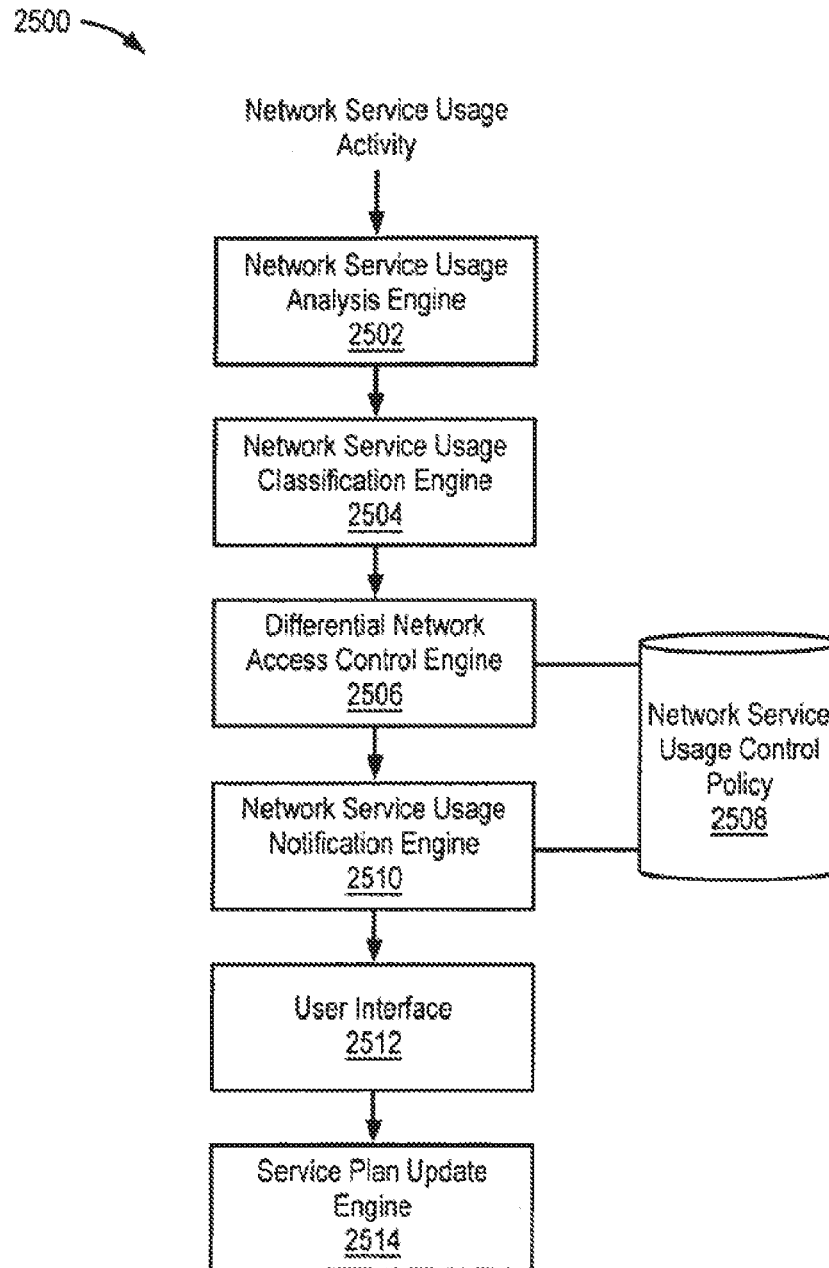 2500
Network Service Usage
Activity
Network Service Usage
Analysis Engine
2502
Network Service Usage
Classification Engine
2504
Differential Network
Access Control Engine
2506
Network Service
Usage Control
Policy
2508
Network Service Usage
Notification Engine
2510
User Interface
2512
Service Plan Update
Engine
2514